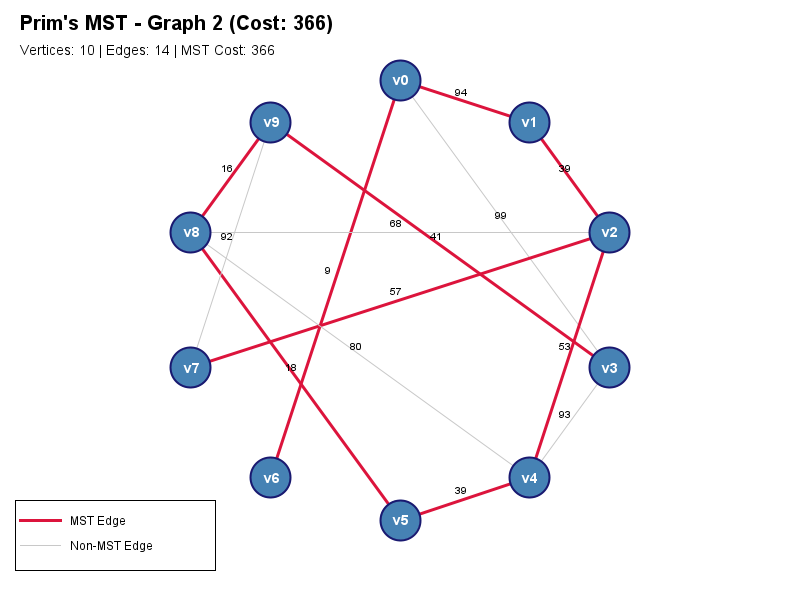 Prim's MST - Graph 2 (Cost: 366)
Vertices: 10 | Edges: 14 | MST Cost: 366
v0
94
v9
v1
16
39
99
68
v8
92
41
v2
9
57
80
53
18
v7
v3
93
v6
v4
39
v5
MST Edge
Non-MST Edge